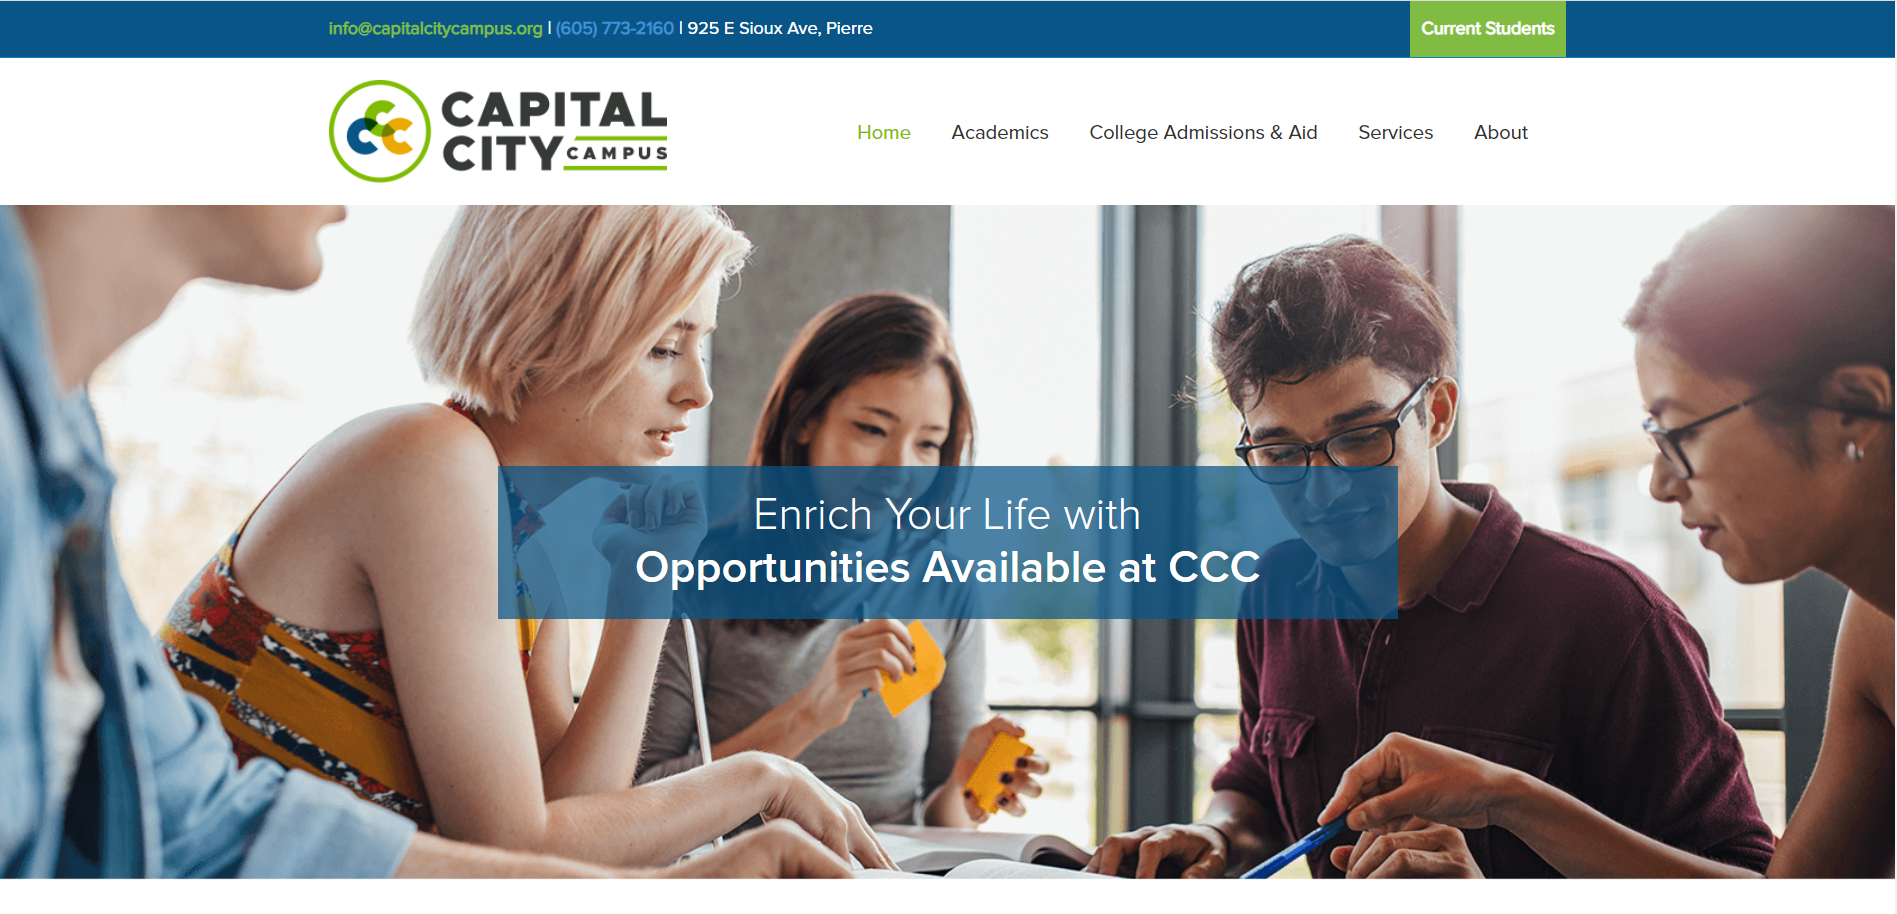 info@capitalcitycampus.org | (605) 773-2160 | 925 E Sioux Ave, Pierre
Current Students
CCC
CAPITAL
CITY CAMPUS
Home
Academics
College Admissions & Aid
Services
About
Enrich Your Life with
Opportunities Available at CCC